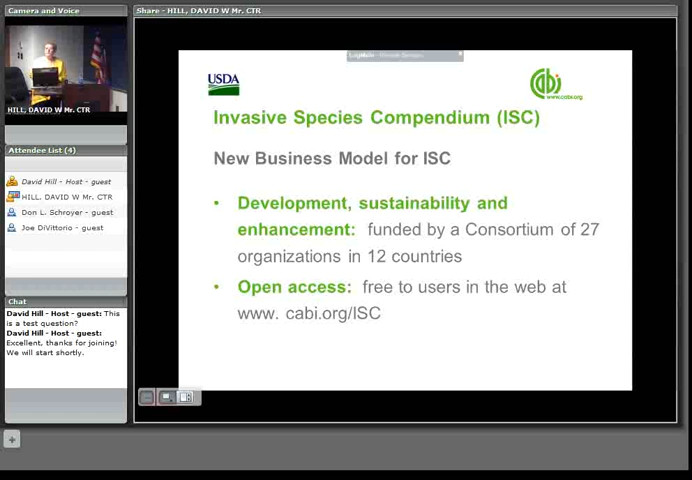 Camera and Voice
HILL, DAVID W Mr. CTR
Attendee List (4)
David Hill - Host - guest
HILL. DAVID W Mr. CTR
Don L. Schroyer - guest
Joe DiVittorio - guest
Chat
David Hill - Host - guest: This
is a test question?
David Hill - Host - guest:
Excellent, thanks for joining!
We will start shortly.
Share - HILL, DAVID W Mr. CTR
USDA
cabi
www.cabi.org
Invasive Species Compendium (ISC)
New Business Model for ISC
• Development, sustainability and
enhancement: funded by a Consortium of 27
organizations in 12 countries
• Open access: free to users in the web at
www. cabi.org/ISC